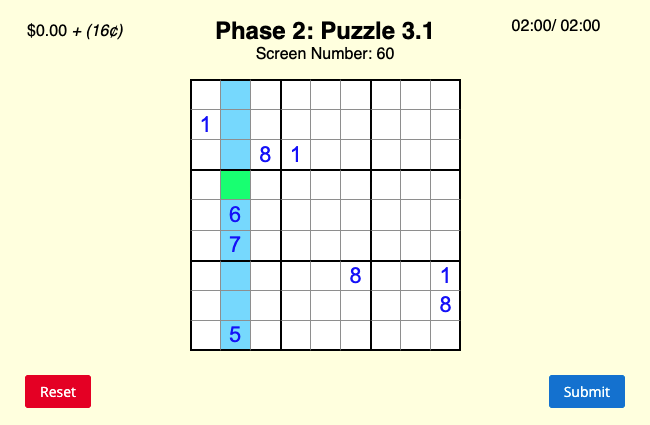 $0.00 + (16¢)
Phase 2: Puzzle 3.1
02:00/ 02:00
Screen Number: 60
1
8 1
6
7
8 1
8
5
Reset
Submit